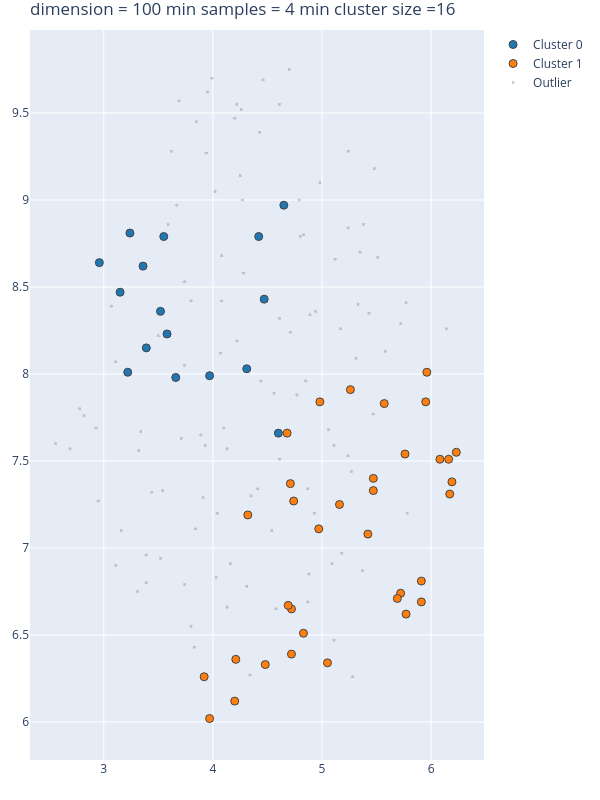 dimension = 100 min samples = 4 min cluster size =16
Cluster 0
Cluster 1
Outlier
9.5
9
8.5
8
7.5
7
6.5
6
3 4 5 6